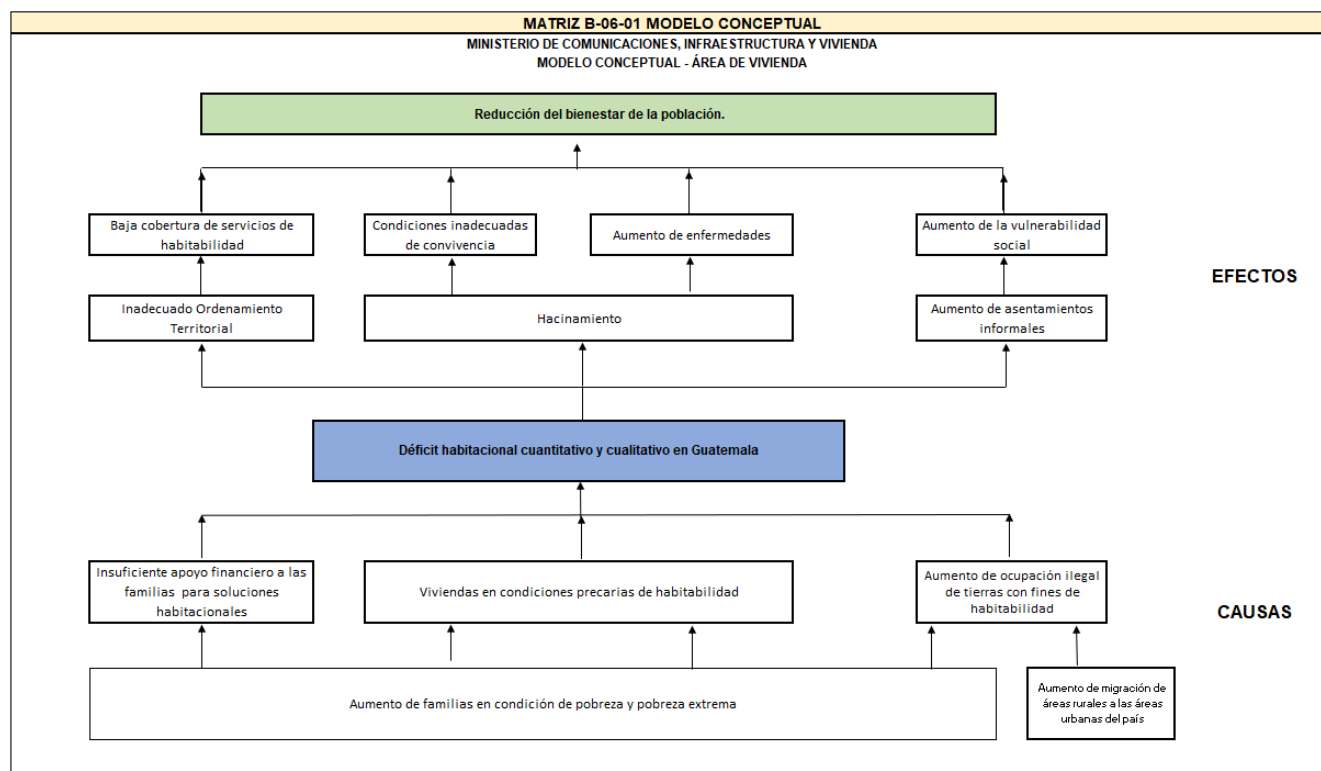 MATRIZ B-06-01 MODELO CONCEPTUAL
MINISTERIO DE COMUNICACIONES, INFRAESTRUCTURA Y VIVIENDA
MODELO CONCEPTUAL - ÁREA DE VIVIENDA
Reducción del bienestar de la población.
Baja cobertura de servicios de
habitabilidad
Condiciones inadecuadas
de convivencia
Aumento de enfermedades
Aumento de la vulnerabilidad
social
EFECTOS
Inadecuado Ordenamiento
Territorial
Hacinamiento
Aumento de asentamientos
informales
Déficit habitacional cuantitativo y cualitativo en Guatemala
Insuficiente apoyo financiero a las
familias para soluciones
habitacionales
Viviendas en condiciones precarias de habitabilidad
Aumento de ocupación ilegal
de tierras con fines de
habitabilidad
CAUSAS
Aumento de familias en condición de pobreza y pobreza extrema
Aumento de migración de
áreas rurales a las áreas
urbanas del país